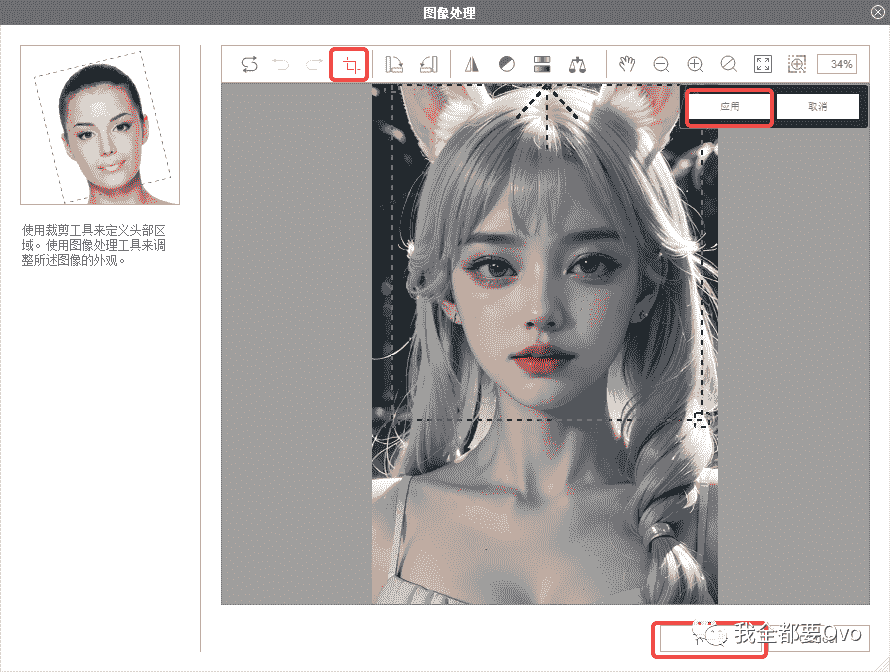 图像处理
34%
应用
取消
使用裁剪工具来定义头部区
域。使用图像处理工具来调
整所述图像的外观。
我全都要Ovo